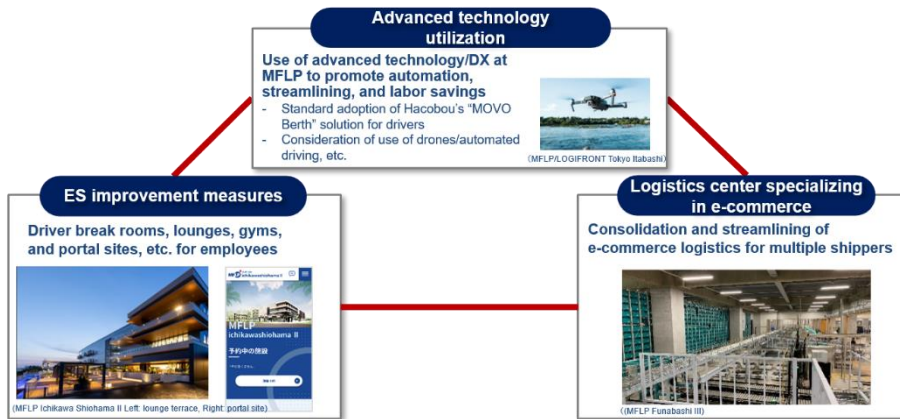 Advanced technology
utilization
Use of advanced technology/DX at
MFLP to promote automation,
streamlining, and labor savings
- Standard adoption of Hacobou's "MOVO
Berth" solution for drivers
- Consideration of use of drones/automated
driving, etc.
(MFLP/LOGIFRONT Tokyo Itabashi)
ES improvement measures
Driver break rooms, lounges, gyms,
and portal sites, etc. for employees
ichikawashiohama II
MFLP
ichikawashiohama II
予約中の施設
(MFLP Ichikawa Shiohama II Left: lounge terrace, Right: portal site)
Logistics center specializing
in e-commerce
Consolidation and streamlining of
e-commerce logistics for multiple shippers
((MFLP Funabashi III)